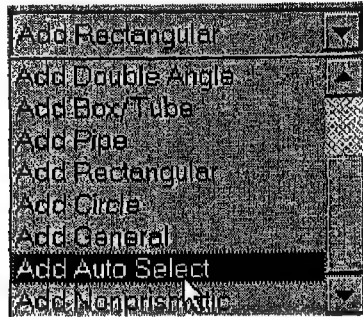 Add Rectangular
Add Double Angle
Add Box/Tube
Add Pipe
Add Rectangular
Add Circle
Add General
Add Auto Select
Add Nonprismatic